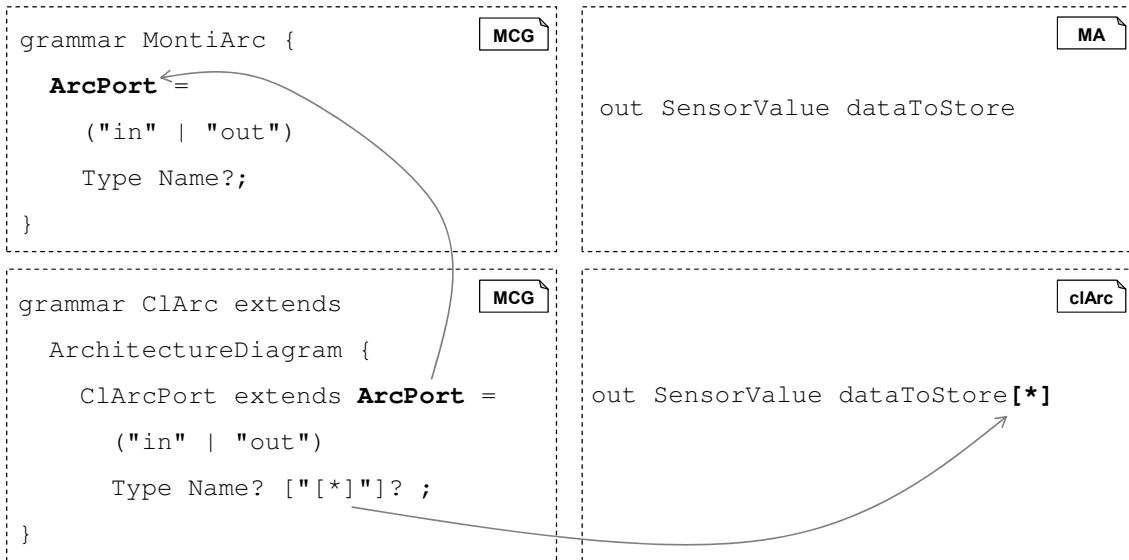 MCG
grammar MontiArc {
ArcPort =
("in" | "out")
Type Name?;
}
MA
out SensorValue dataToStore
MCG
grammar ClArc extends
ArchitectureDiagram {
ClArcPort extends ArcPort =
("in" | "out")
Type Name? ["[*]"]? ;
}
clArc
out SensorValue dataToStore[*]